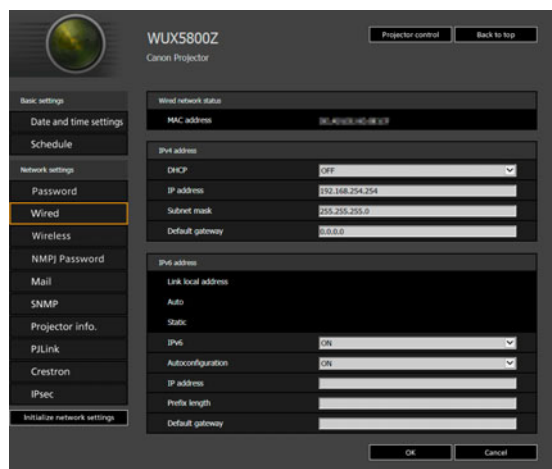 WUX5800Z
Canon Projector
Projector control
Back to top
Basic settings
Date and time settings
Schedule
Network settings
Password
Wired
Wireless
NMPJ Password
Mail
SNMP
Projector info.
PJLink
Crestron
IPsec
Initialize network settings
Wired network status
MAC address
IPv4 address
DHCP OFF
IP address 192.168.254.254
Subnet mask 255.255.255.0
Default gateway 0.0.0.0
IPv6 address
Link local address
Auto
Static
IPv6 ON
Autoconfiguration ON
IP address
Prefix length
Default gateway
OK
Cancel